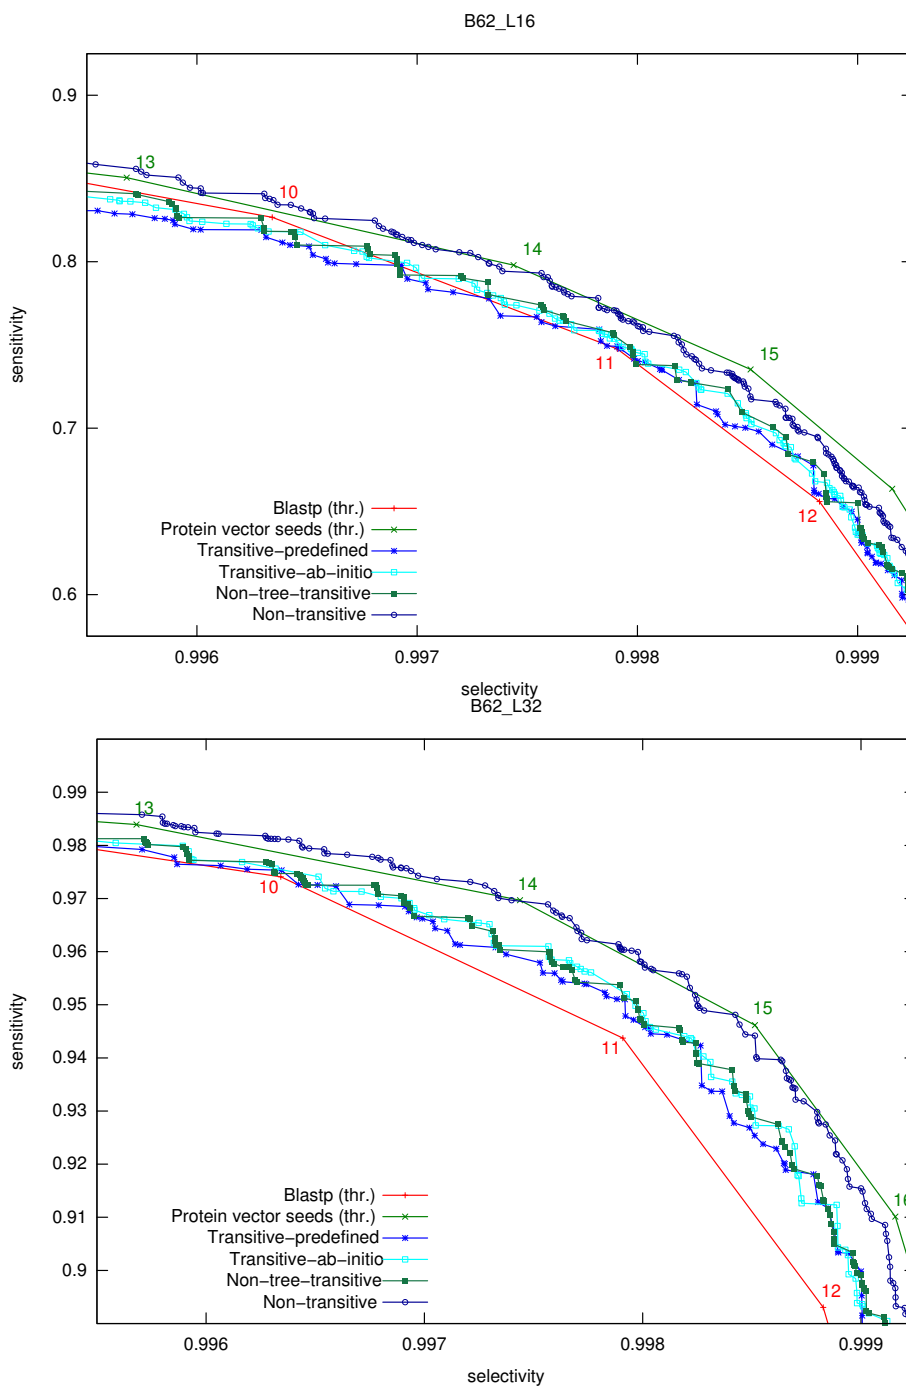 B62_L16
0.9
0.8
0.7
0.6
sensitivity
13
10
14
11
15
12
Blastp (thr.)
Protein vector seeds (thr.)
Transitive−predefined
Transitive−ab−initio
Non−tree−transitive
Non−transitive
0.996 0.997 0.998 0.999
selectivity
B62_L32
0.99
0.98
0.97
0.96
0.95
0.94
0.93
0.92
0.91
0.9
sensitivity
13
10
14
11
15
16
12
Blastp (thr.)
Protein vector seeds (thr.)
Transitive−predefined
Transitive−ab−initio
Non−tree−transitive
Non−transitive
0.996 0.997 0.998 0.999
selectivity